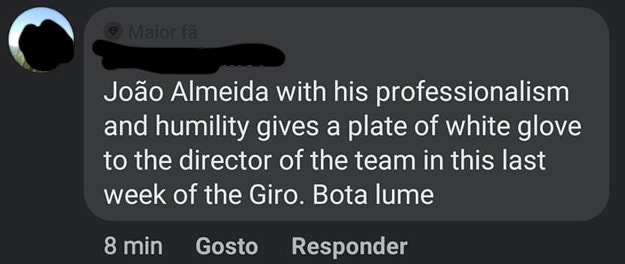 Maior fã
João Almeida with his professionalism
and humility gives a plate of white glove
to the director of the team in this last
week of the Giro. Bota lume
8 min Gosto Responder